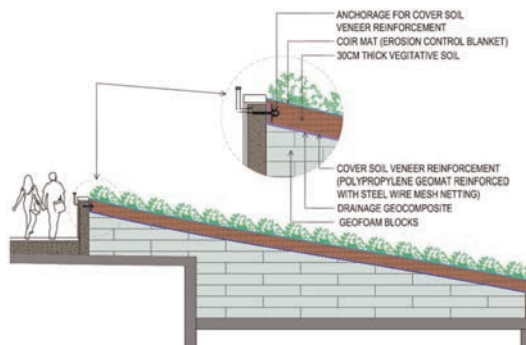 ANCHORAGE FOR COVER SOIL
VENEER REINFORCEMENT
COIR MAT (EROSION CONTROL BLANKET)
30CM THICK VEGITATIVE SOIL
COVER SOIL VENEER REINFORCEMENT
(POLYPROPYLENE GEOMAT REINFORCED
WITH STEEL WIRE MESH NETTING)
DRAINAGE GEOCOMPOSITE
GEOFOAM BLOCKS